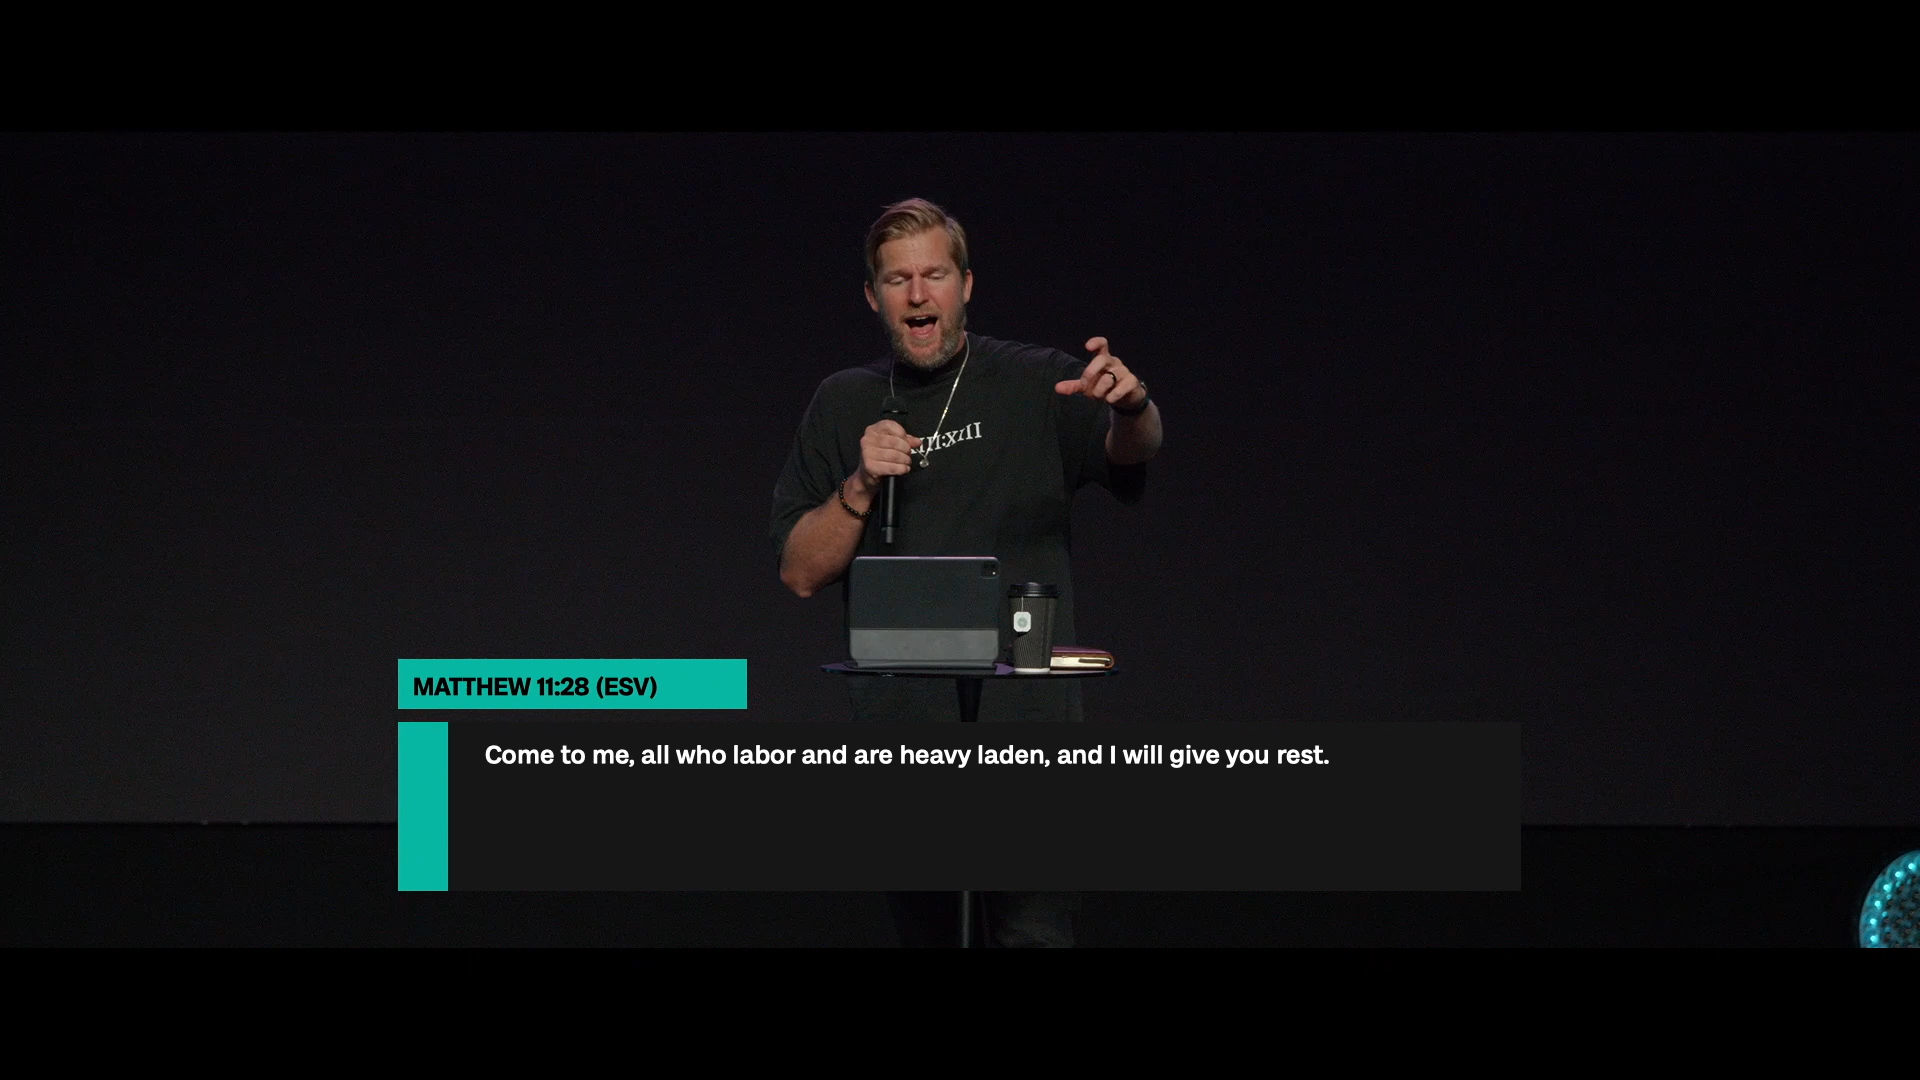 MATTHEW 11:28 (ESV)
Come to me, all who labor and are heavy laden, and I will give you rest.